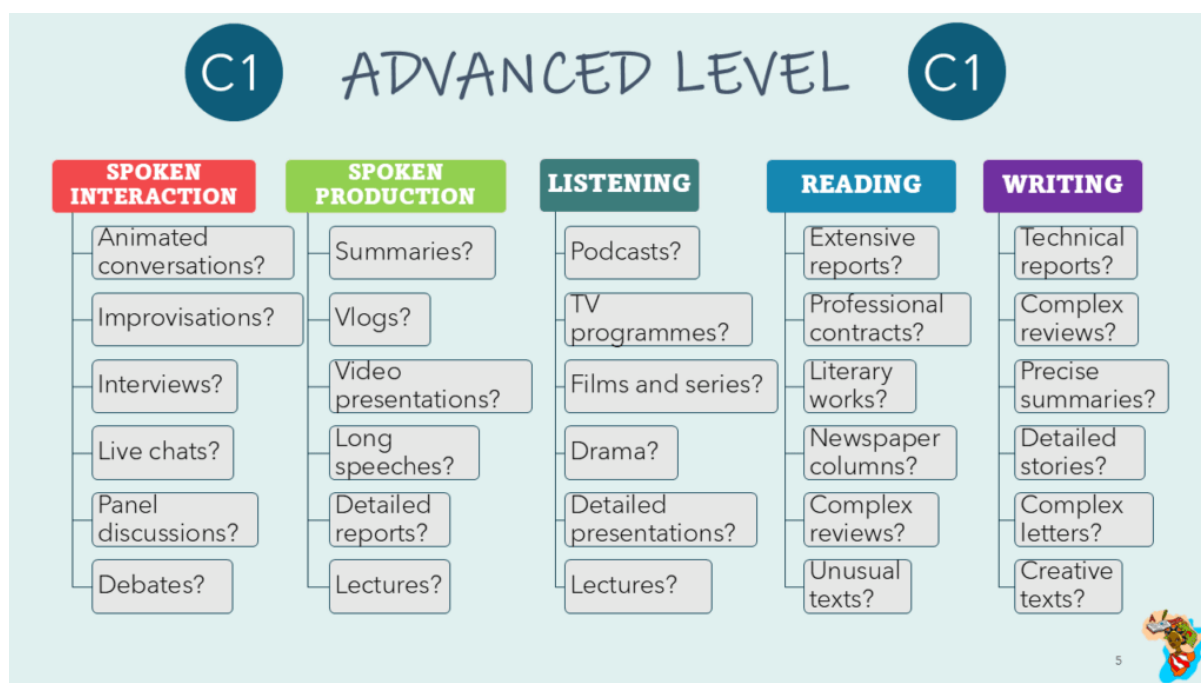 C1
ADVANCED LEVEL
C1
SPOKEN
INTERACTION
Animated
conversations?
Improvisations?
Interviews?
Live chats?
Panel
discussions?
Debates?
SPOKEN
PRODUCTION
Summaries?
Vlogs?
Video
presentations?
Long
speeches?
Detailed
reports?
Lectures?
LISTENING
Podcasts?
TV
programmes?
Films and series?
Drama?
Detailed
presentations?
Lectures?
READING
Extensive
reports?
Professional
contracts?
Literary
works?
Newspaper
columns?
Complex
reviews?
Unusual
texts?
WRITING
Technical
reports?
Complex
reviews?
Precise
summaries?
Detailed
stories?
Complex
letters?
Creative
texts?
5